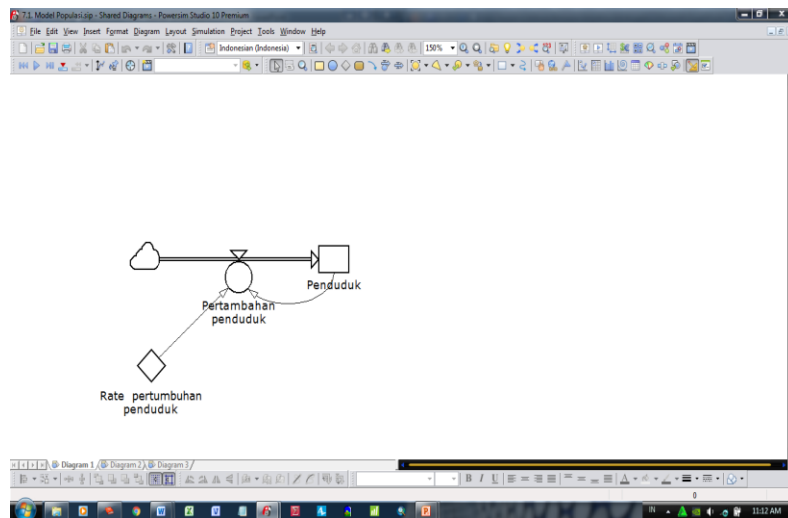 7.1. Model Populasi.sip - Shared Diagrams - Powersim Studio 10 Premium
File Edit View Insert Format Diagram Layout Simulation Project Tools Window Help
Indonesian (Indonesia) 150%
Penduduk
Pertambahan
penduduk
Rate pertumbuhan
penduduk
Diagram 1 Diagram 2 Diagram 3
B I U A
0
IN 11:12 AM